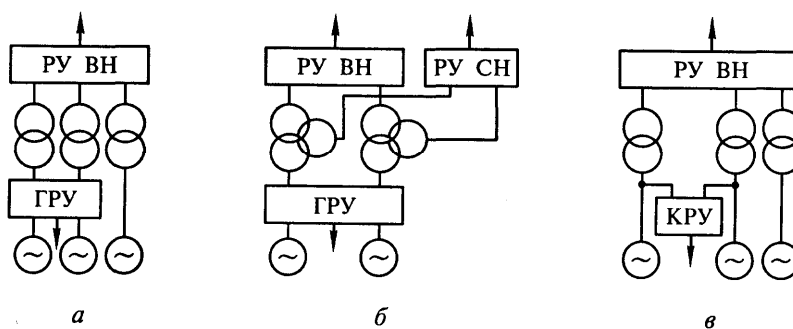 РУ ВН
РУ ВН
РУ СН
РУ ВН
ГРУ
ГРУ
КРУ
~ ~ ~
~ ~
~ ~ ~
а
б
в